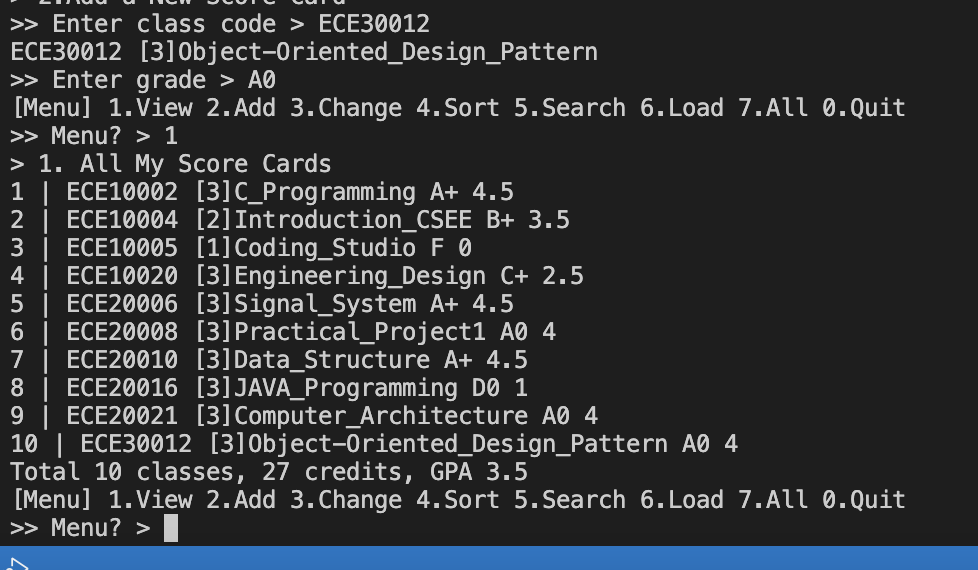 > 2.Add a New Score Card
>> Enter class code > ECE30012
ECE30012 [3]Object-Oriented_Design_Pattern
>> Enter grade > A0
[Menu] 1.View 2.Add 3.Change 4.Sort 5.Search 6.Load 7.All 0.Quit
>> Menu? > 1
> 1. All My Score Cards
1 | ECE10002 [3]C_Programming A+ 4.5
2 | ECE10004 [2]Introduction_CSEE B+ 3.5
3 | ECE10005 [1]Coding_Studio F 0
4 | ECE10020 [3]Engineering_Design C+ 2.5
5 | ECE20006 [3]Signal_System A+ 4.5
6 | ECE20008 [3]Practical_Project1 A0 4
7 | ECE20010 [3]Data_Structure A+ 4.5
8 | ECE20016 [3]JAVA_Programming D0 1
9 | ECE20021 [3]Computer_Architecture A0 4
10 | ECE30012 [3]Object-Oriented_Design_Pattern A0 4
Total 10 classes, 27 credits, GPA 3.5
[Menu] 1.View 2.Add 3.Change 4.Sort 5.Search 6.Load 7.All 0.Quit
>> Menu? >